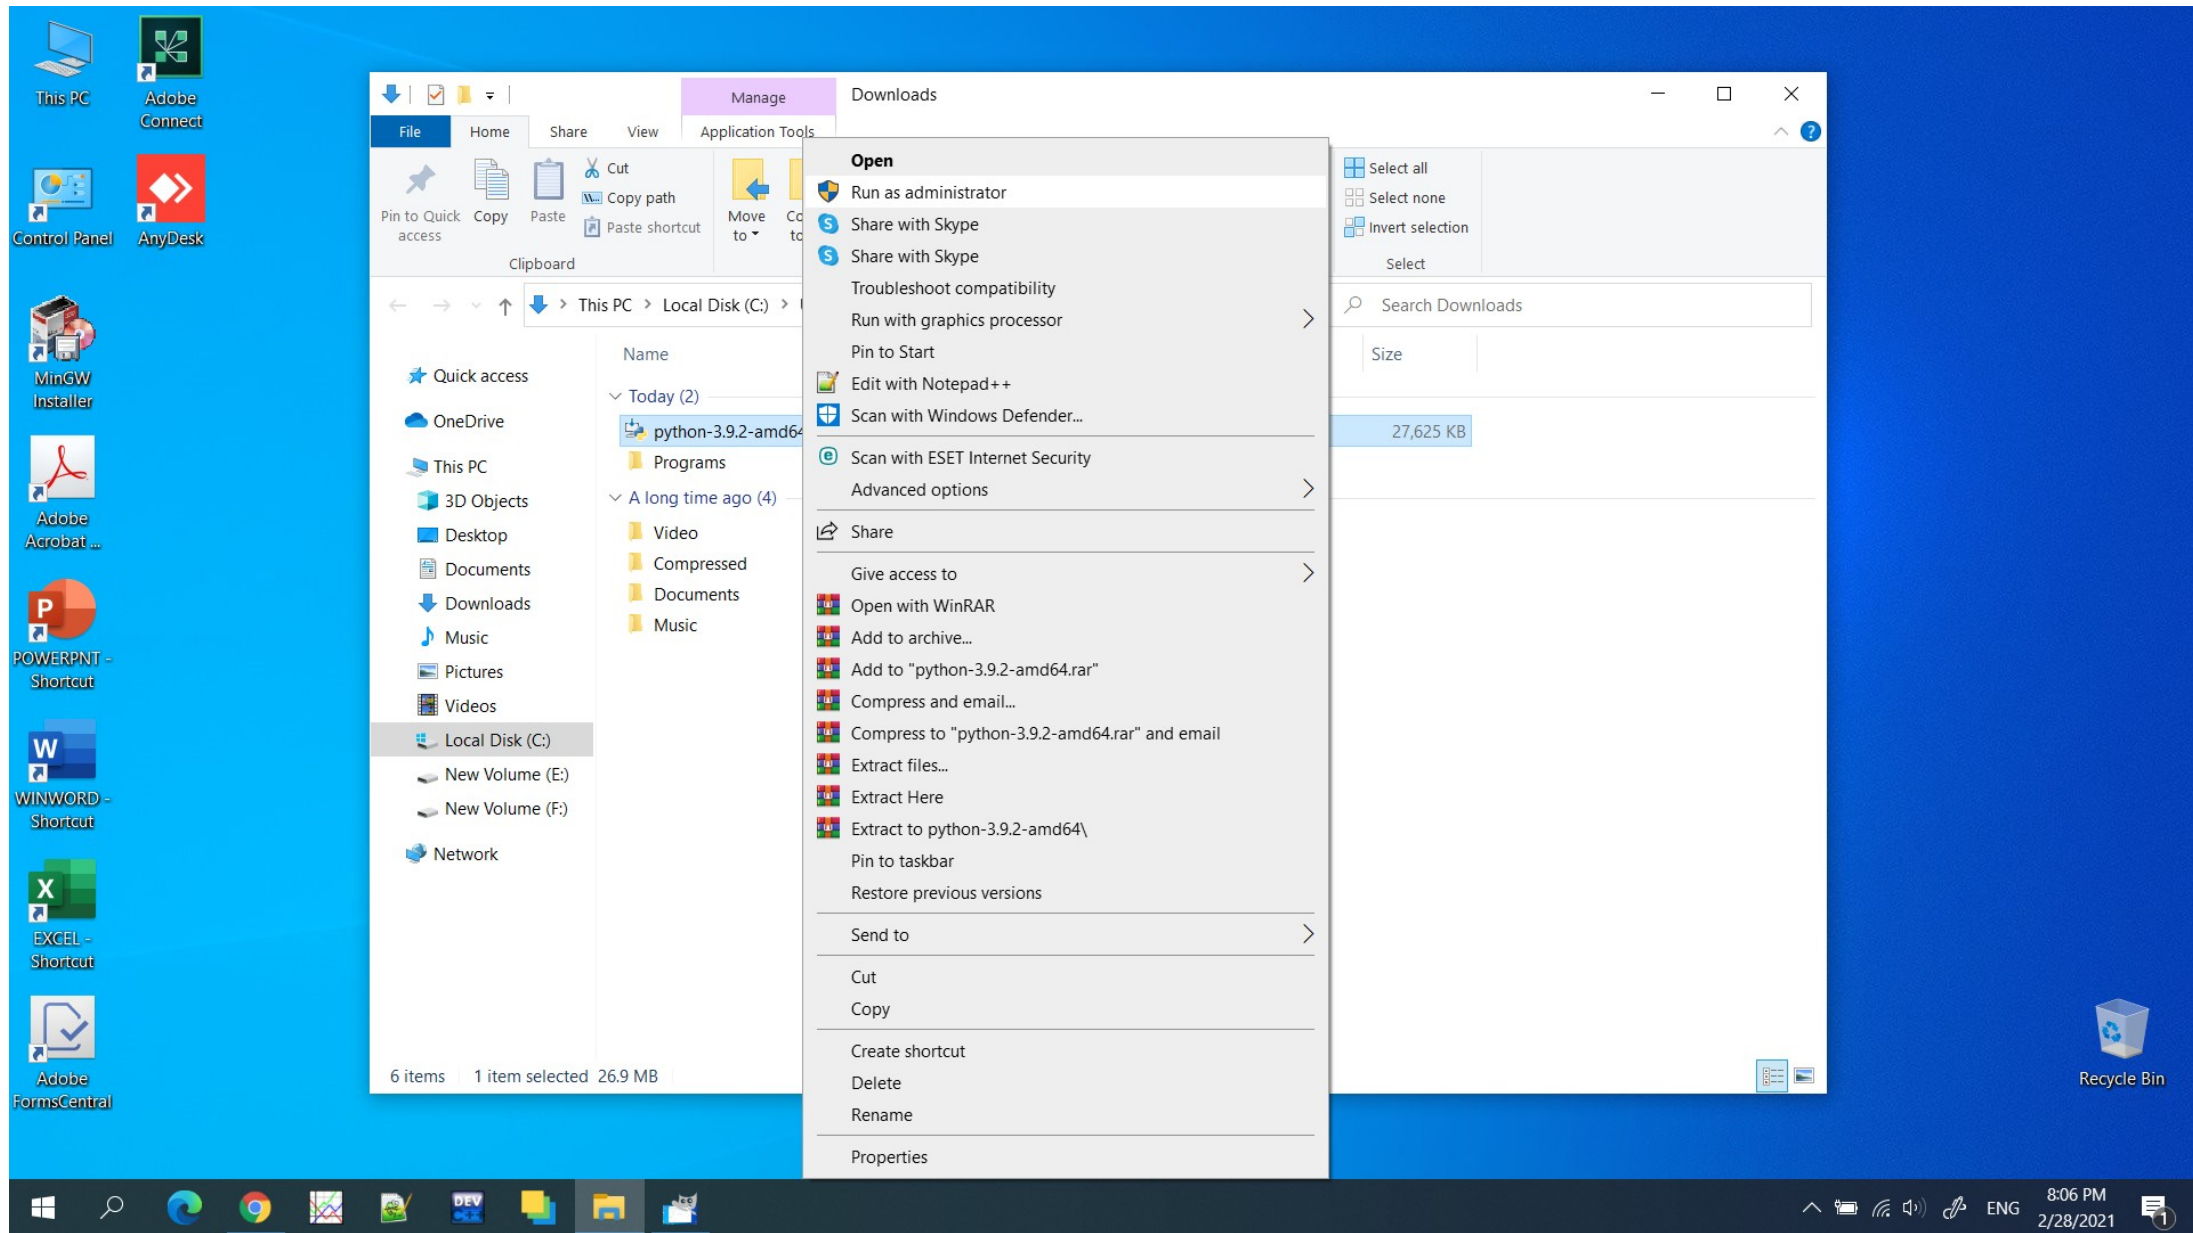 This PC
Adobe
Connect
Control Panel
AnyDesk
MinGW
Installer
Adobe
Acrobat ...
POWERPNT -
Shortcut
WINWORD -
Shortcut
EXCEL -
Shortcut
Adobe
FormsCentral
Manage
Downloads
File
Home
Share
View
Application Tools
Pin to Quick
access
Copy
Paste
Cut
Copy path
Paste shortcut
Clipboard
Move
to
Select all
Select none
Invert selection
Select
This PC
Local Disk (C:)
Search Downloads
Quick access
OneDrive
This PC
3D Objects
Desktop
Documents
Downloads
Music
Pictures
Videos
Local Disk (C:)
New Volume (E:)
New Volume (F:)
Network
Name
Size
Today (2)
python-3.9.2-amd64
27,625 KB
Programs
A long time ago (4)
Video
Compressed
Documents
Music
6 items
1 item selected 26.9 MB
Open
Run as administrator
Share with Skype
Share with Skype
Troubleshoot compatibility
Run with graphics processor
Pin to Start
Edit with Notepad++
Scan with Windows Defender...
Scan with ESET Internet Security
Advanced options
Share
Give access to
Open with WinRAR
Add to archive...
Add to "python-3.9.2-amd64.rar"
Compress and email...
Compress to "python-3.9.2-amd64.rar" and email
Extract files...
Extract Here
Extract to python-3.9.2-amd64\
Pin to taskbar
Restore previous versions
Send to
Cut
Copy
Create shortcut
Delete
Rename
Properties
Recycle Bin
DEV
C++
ENG
8:06 PM
2/28/2021
1